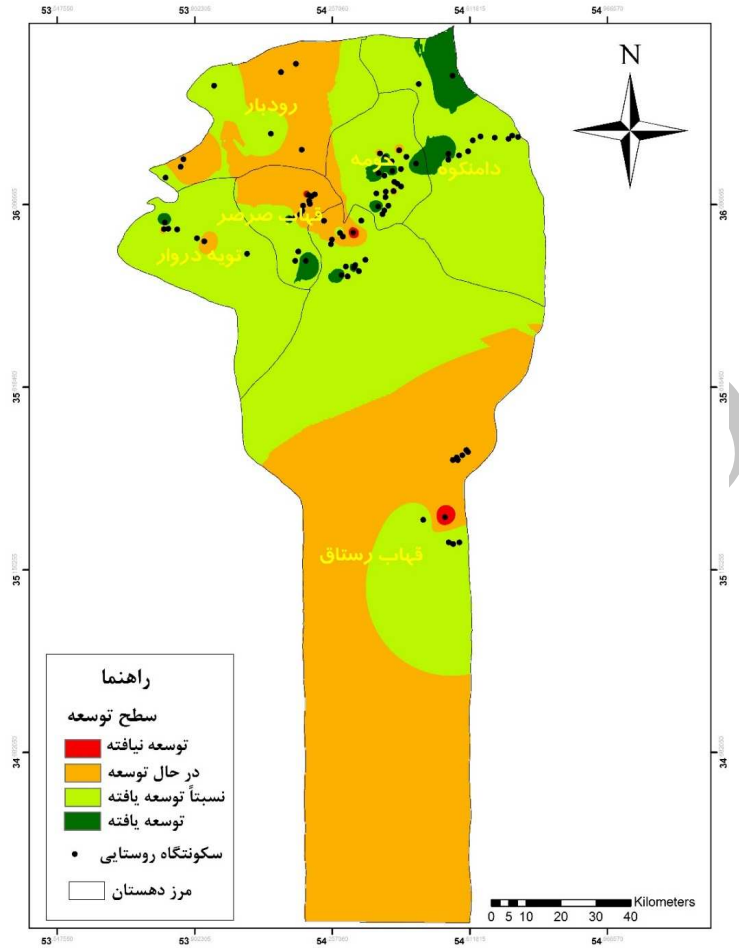 53 53 54 54 54
N
رودبار
حومه
دامنکوه
قهاب صرصر
تویه دروار
قهاب رستاق
36 36
35 35
35 35
34 34
راهنما
سطح توسعه
توسعه نیافته
در حال توسعه
نسبتاً توسعه یافته
توسعه یافته
سکونتگاه روستایی
مرز دهستان
Kilometers
0 5 10 20 30 40
53 53 54 54 54